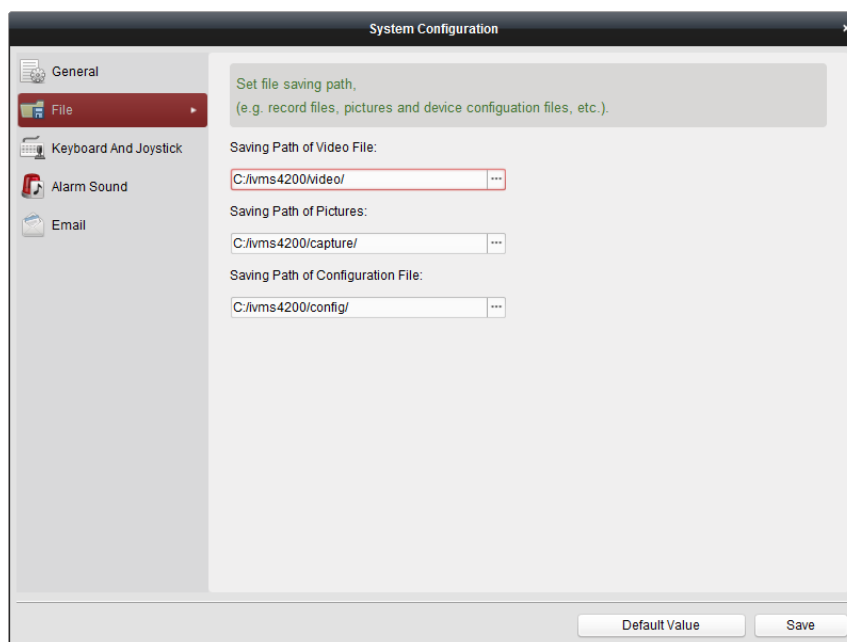 System Configuration
General
File
Keyboard And Joystick
Alarm Sound
Email
Set file saving path,
(e.g. record files, pictures and device configuation files, etc.).
Saving Path of Video File:
C:/ivms4200/video/
Saving Path of Pictures:
C:/ivms4200/capture/
Saving Path of Configuration File:
C:/ivms4200/config/
Default Value
Save